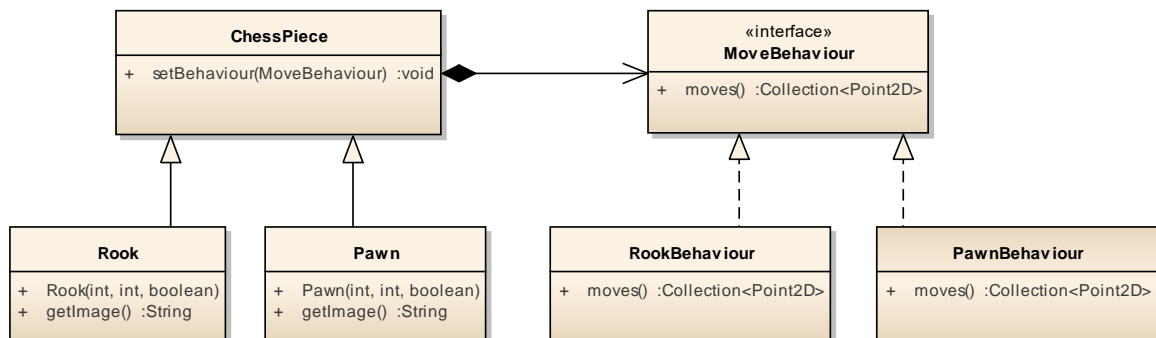 ChessPiece
+ setBehaviour(MoveBehaviour) :void
«interface»
MoveBehaviour
+ moves() :Collection<Point2D>
Rook
+ Rook(int, int, boolean)
+ getImage() :String
Pawn
+ Pawn(int, int, boolean)
+ getImage() :String
RookBehaviour
+ moves() :Collection<Point2D>
PawnBehaviour
+ moves() :Collection<Point2D>